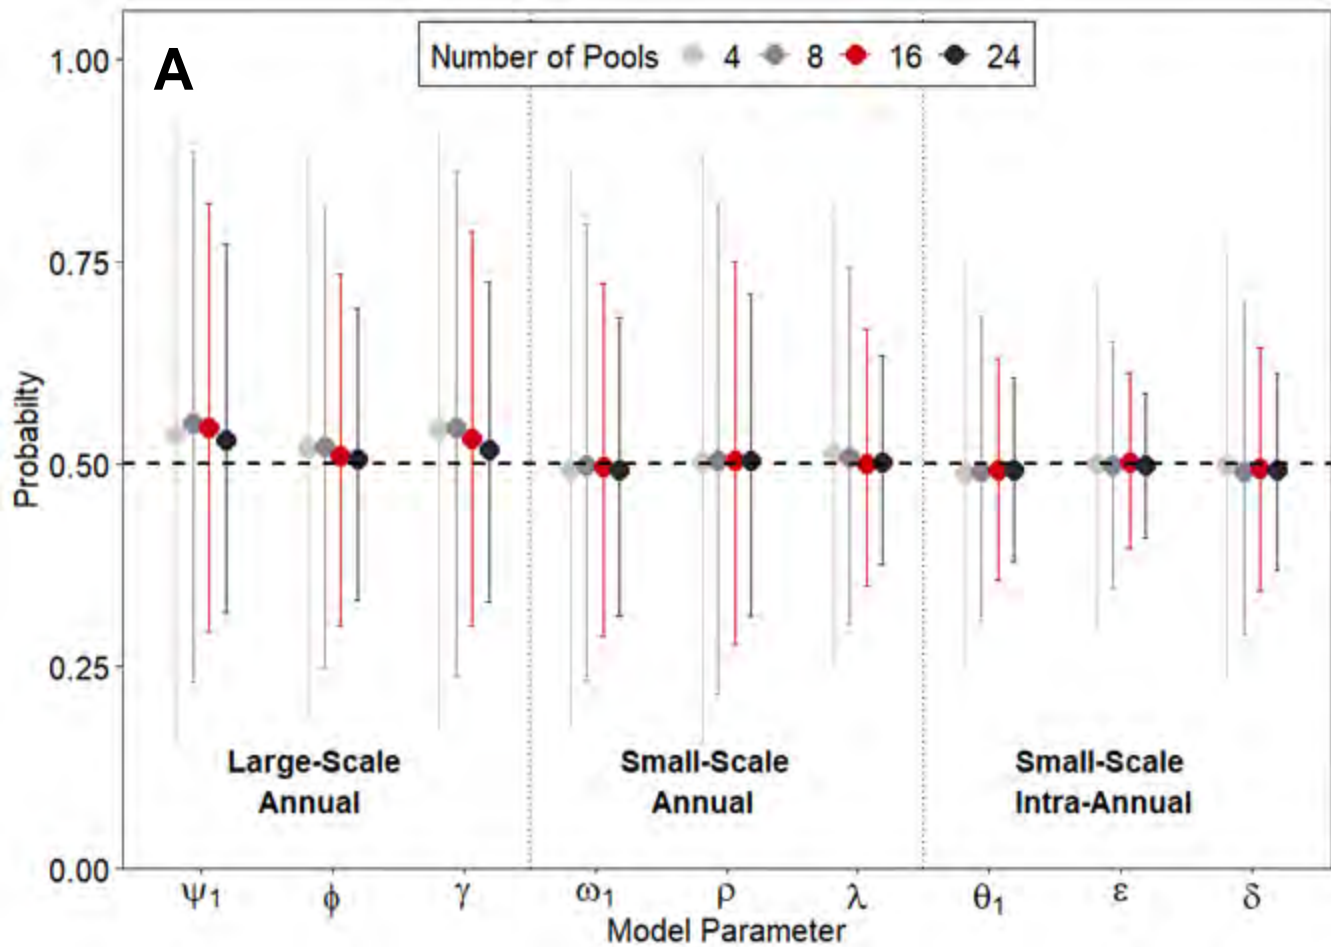 A
Number of Pools 4 8 16 24
1.00
0.75
0.50
0.25
0.00
Probabilty
Large-Scale
Annual
Small-Scale
Annual
Small-Scale
Intra-Annual
ψ1 ϕ γ ω1 ρ λ θ1 ε δ
Model Parameter